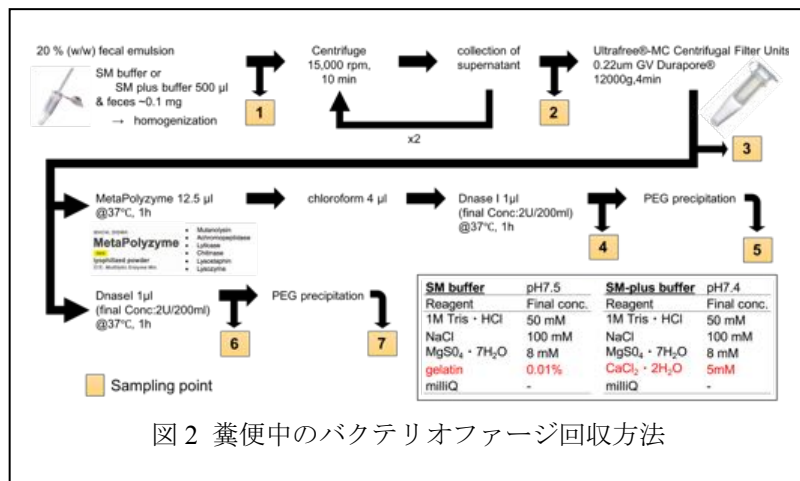 20 % (w/w) fecal emulsion
SM buffer or
SM plus buffer 500 μl
& feces ~0.1 mg
→ homogenization
1
Centrifuge
15,000 rpm,
10 min
x2
collection of
supernatant
2
Ultrafree®-MC Centrifugal Filter Units
0.22um GV Durapore®
12000g,4min
3
MetaPolyzyme 12.5 μl
@37℃, 1h
MetaPolyzyme
lyophilized powder
• Mutanolysin
• Achromopeptidase
• Lyticase
• Chitinase
• Lysostaphin
• Lysozyme
chloroform 4 μl
Dnase I 1μl
(final Conc:2U/200ml)
@37℃, 1h
4
PEG precipitation
5
DnaseI 1μl
(final Conc:2U/200ml)
@37℃, 1h
6
PEG precipitation
7
SM buffer pH7.5
Reagent Final conc.
1M Tris・HCl 50 mM
NaCl 100 mM
MgS0₄・7H₂O 8 mM
gelatin 0.01%
milliQ -
SM-plus buffer pH7.4
Reagent Final conc.
1M Tris・HCl 50 mM
NaCl 100 mM
MgS0₄・7H₂O 8 mM
CaCl₂・2H₂O 5mM
milliQ -
Sampling point
図 2 糞便中のバクテリオファージ回収方法